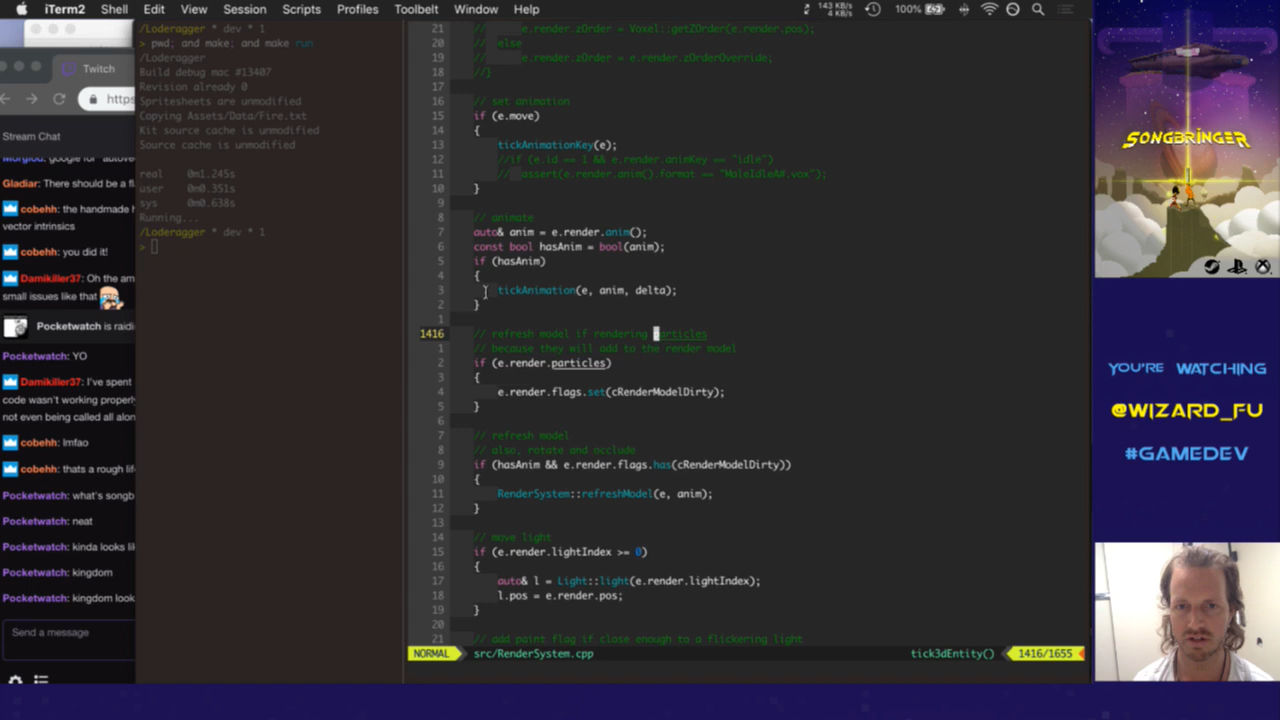 iTerm2 Shell Edit View Session Scripts Profiles Toolbelt Window Help
143 KB/s
4 KB/s
100%
Twitch
https
Stream Chat
Gladiar: There should be a fl
cobehh: the handmade h
vector intrinsics
cobehh: you did it!
Damikiller37: Oh the am
small issues like that
Pocketwatch is raidi
Pocketwatch: YO
Damikiller37: I've spent
code wasn't working properly
not even being called all alon
cobehh: lmfao
cobehh: thats a rough life
Pocketwatch: what's songb
Pocketwatch: neat
Pocketwatch: kinda looks lik
Pocketwatch: kingdom
Pocketwatch: kingdom look
Send a message
/Loderagger * dev * 1
> pwd; and make; and make run
/Loderagger
Build debug mac #13407
Revision already 0
Spritesheets are unmodified
Copying Assets/Data/Fire.txt
Kit source cache is unmodified
Source cache is unmodified
real 0m1.245s
user 0m0.351s
sys 0m0.638s
Running...
/Loderagger * dev * 1
>
21 // e.render.zOrder = Voxel::getZOrder(e.render.pos);
20 // else
19 // e.render.zOrder = e.render.zOrderOverride;
18 //}
17
16 // set animation
15 if (e.move)
14 {
13 tickAnimationKey(e);
12 //if (e.id == 1 && e.render.animKey == "idle")
11 // assert(e.render.anim().format == "MaleIdleA#.vox");
10 }
9
8 // animate
7 auto& anim = e.render.anim();
6 const bool hasAnim = bool(anim);
5 if (hasAnim)
4 {
3 tickAnimation(e, anim, delta);
2 }
1
1416 // refresh model if rendering particles
1 // because they will add to the render model
2 if (e.render.particles)
3 {
4 e.render.flags.set(cRenderModelDirty);
5 }
6
7 // refresh model
8 // also, rotate and occlude
9 if (hasAnim && e.render.flags.has(cRenderModelDirty))
10 {
11 RenderSystem::refreshModel(e, anim);
12 }
13
14 // move light
15 if (e.render.lightIndex >= 0)
16 {
17 auto& l = Light::light(e.render.lightIndex);
18 l.pos = e.render.pos;
19 }
20
21 // add paint flag if close enough to a flickering light
NORMAL src/RenderSystem.cpp tick3dEntity() 1416/1655
SONGBRINGER
YOU'RE WATCHING
@WIZARD_FU
#GAMEDEV